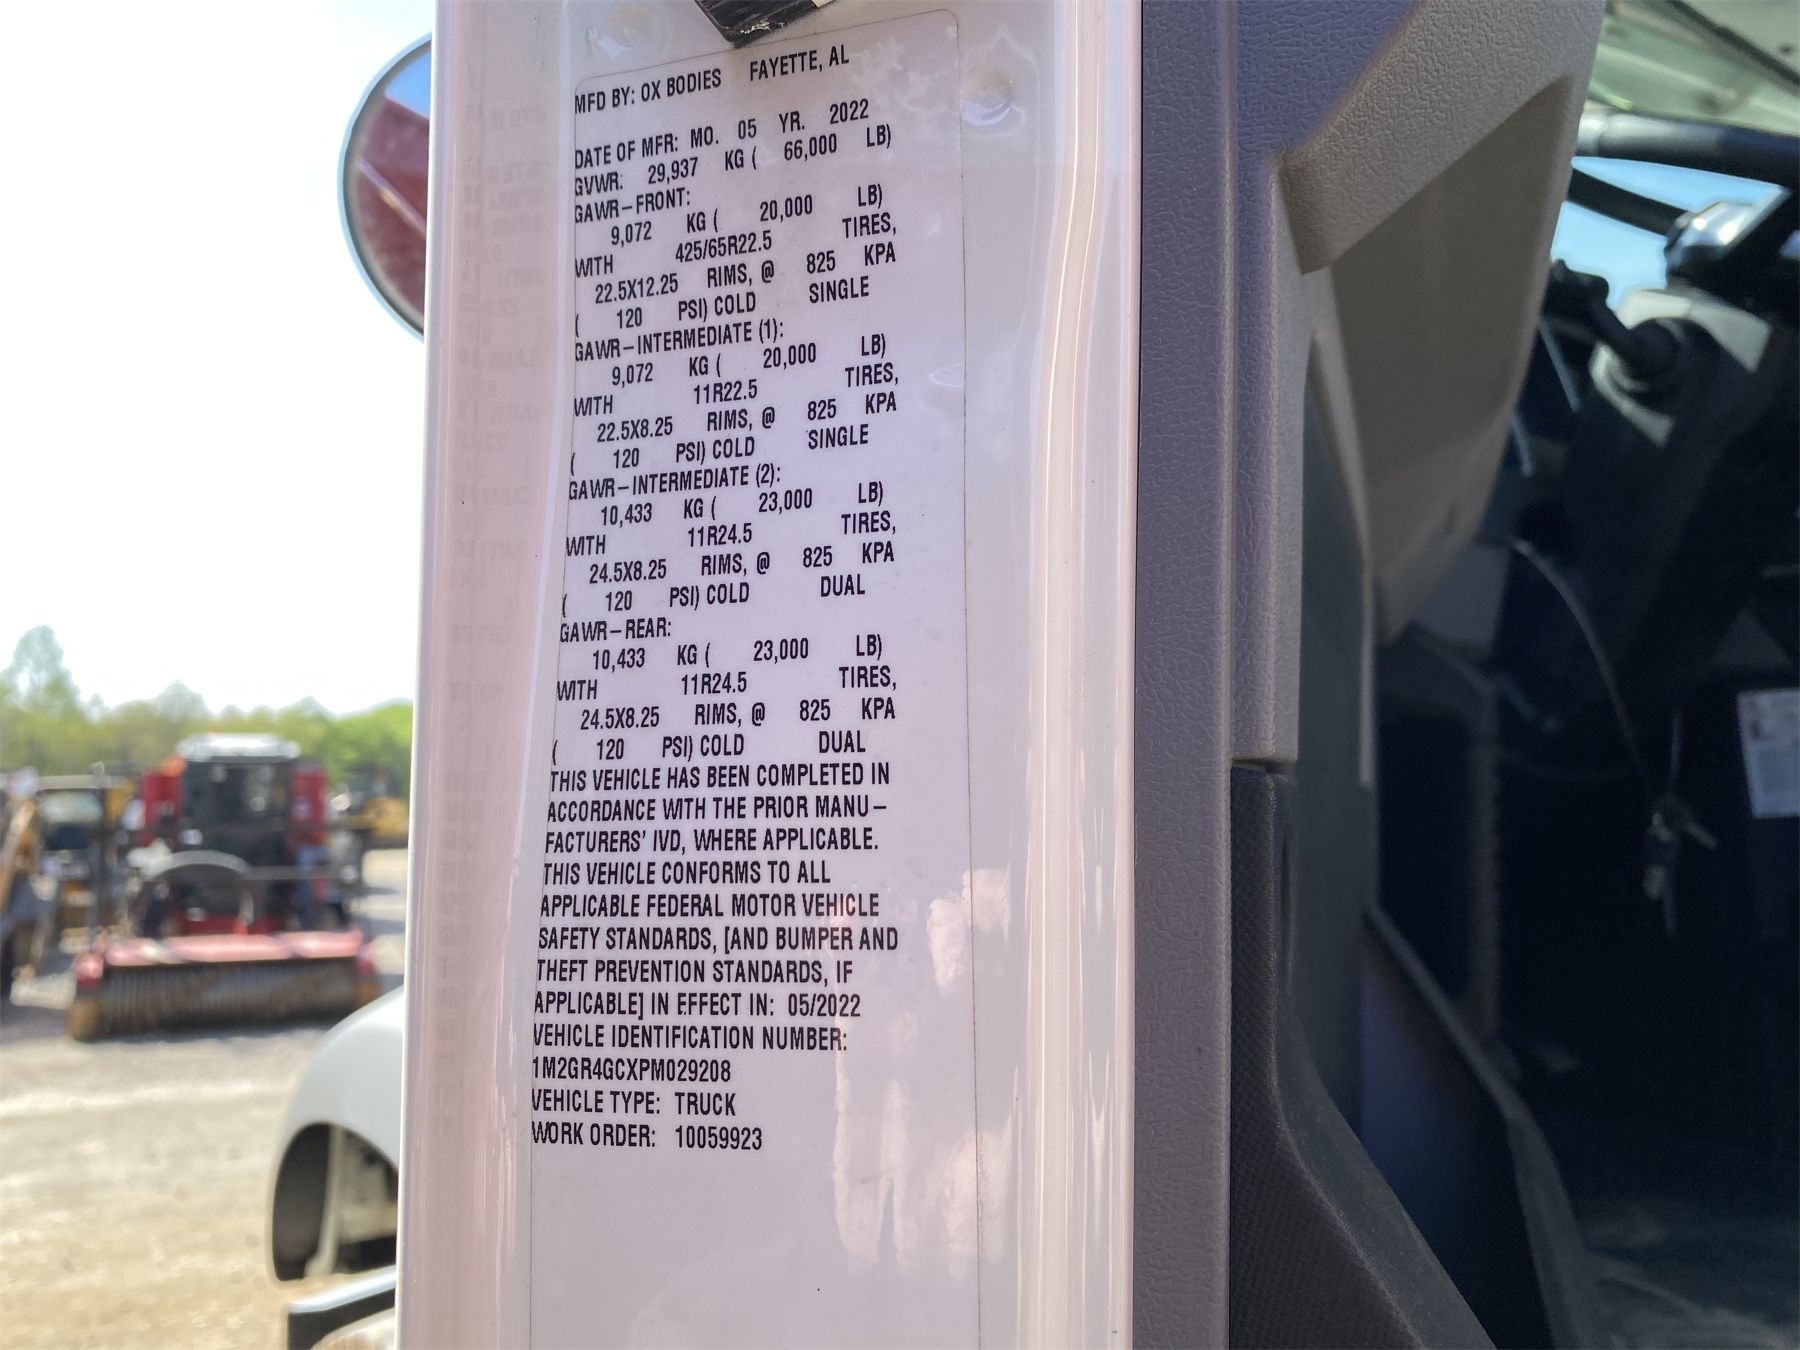 MFD BY: OX BODIES FAYETTE, AL
DATE OF MFR: MO. 05 YR. 2022
GVWR: 29,937 KG ( 66,000 LB)
GAWR-FRONT:
9,072 KG ( 20,000 LB)
WITH 425/65R22.5 TIRES,
22.5X12.25 RIMS, @ 825 KPA
( 120 PSI) COLD SINGLE
GAWR-INTERMEDIATE (1):
9,072 KG ( 20,000 LB)
WITH 11R22.5 TIRES,
22.5X8.25 RIMS, @ 825 KPA
( 120 PSI) COLD SINGLE
GAWR-INTERMEDIATE (2):
10,433 KG ( 23,000 LB)
WITH 11R24.5 TIRES,
24.5X8.25 RIMS, @ 825 KPA
( 120 PSI) COLD DUAL
GAWR-REAR:
10,433 KG ( 23,000 LB)
WITH 11R24.5 TIRES,
24.5X8.25 RIMS, @ 825 KPA
( 120 PSI) COLD DUAL
THIS VEHICLE HAS BEEN COMPLETED IN
ACCORDANCE WITH THE PRIOR MANU-
FACTURERS' IVD, WHERE APPLICABLE.
THIS VEHICLE CONFORMS TO ALL
APPLICABLE FEDERAL MOTOR VEHICLE
SAFETY STANDARDS, [AND BUMPER AND
THEFT PREVENTION STANDARDS, IF
APPLICABLE] IN EFFECT IN: 05/2022
VEHICLE IDENTIFICATION NUMBER:
1M2GR4GCXPM029208
VEHICLE TYPE: TRUCK
WORK ORDER: 10059923